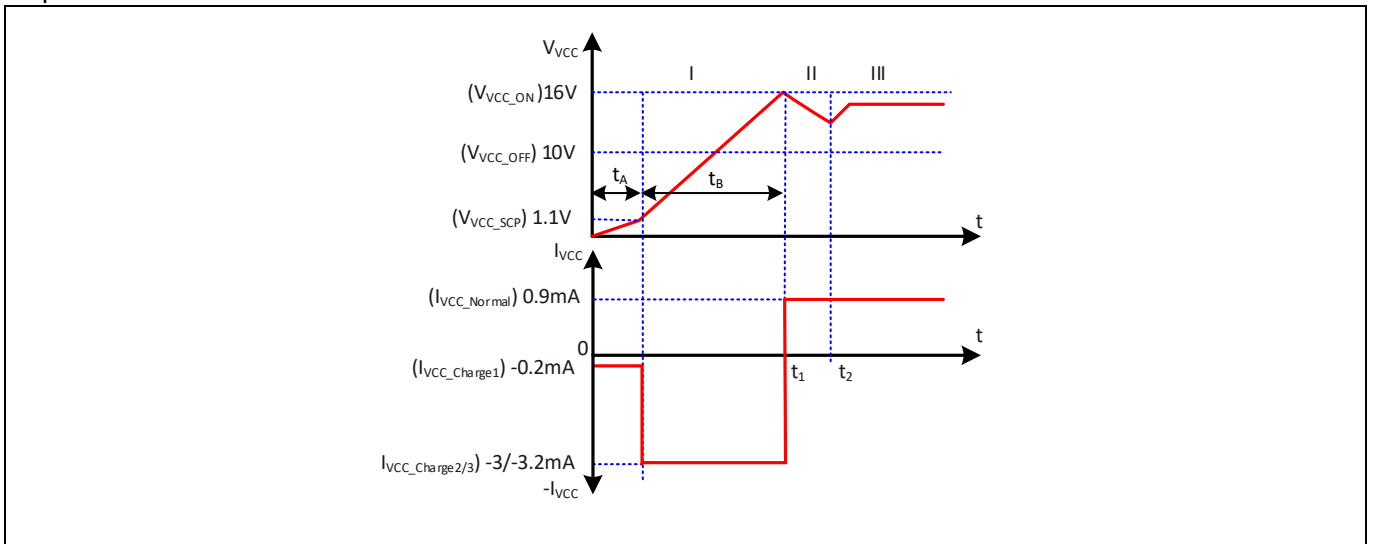 V_VCC
I II III
(V_VCC_ON)16V
(V_VCC_OFF) 10V
t_A t_B
(V_VCC_SCP) 1.1V
t
I_VCC
(I_VCC_Normal) 0.9mA
t
0
(I_VCC_Charge1) -0.2mA
t_1 t_2
I_VCC_Charge2/3) -3/-3.2mA
-I_VCC